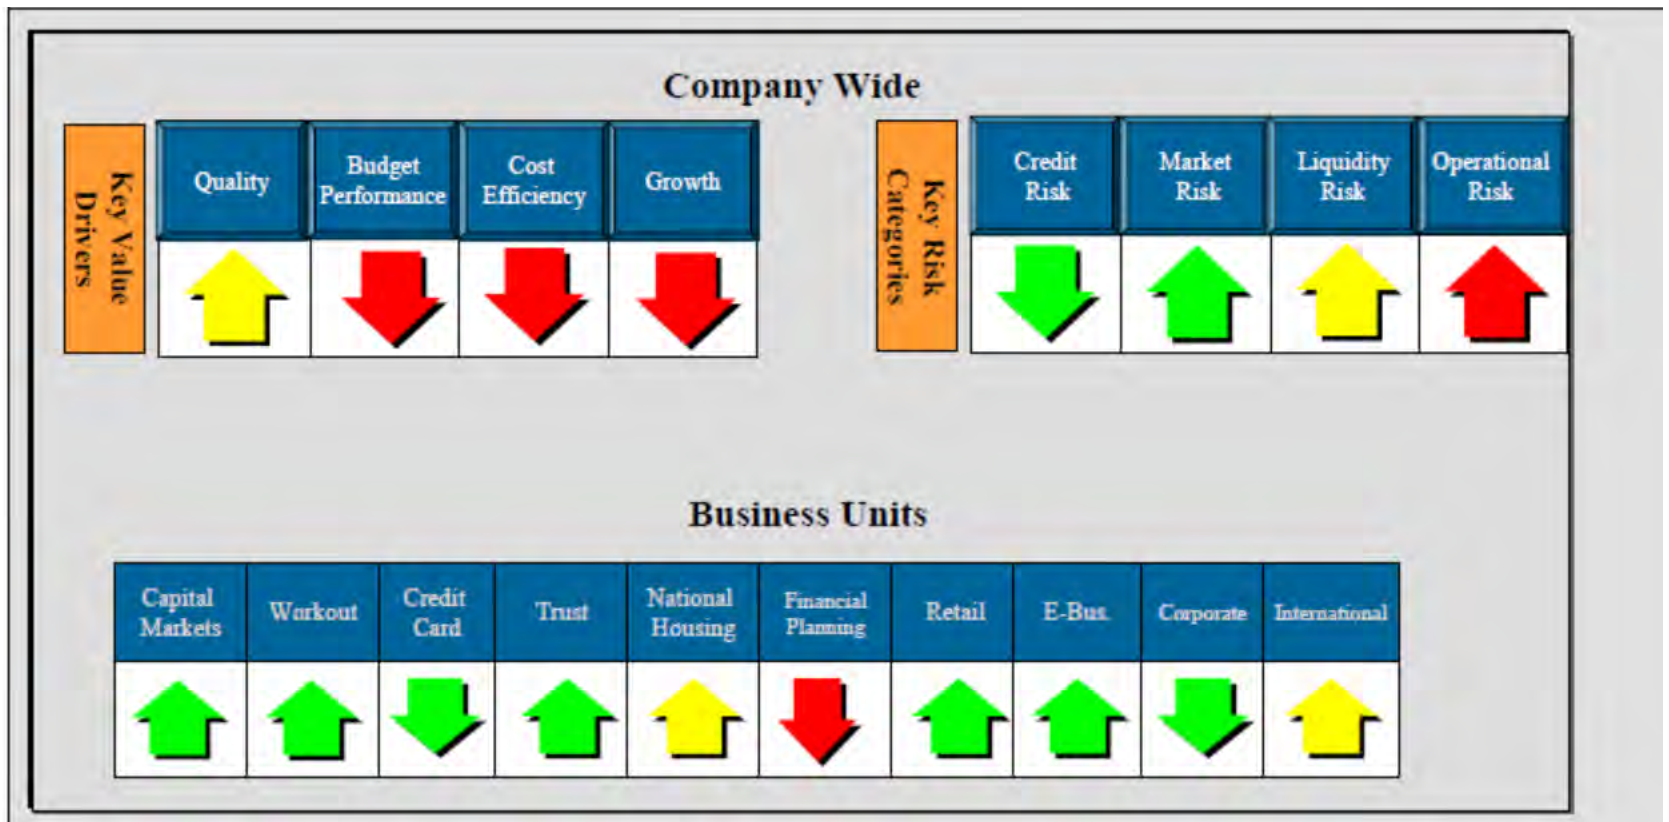 Company Wide
Key Value
Drivers
Quality
Budget
Performance
Cost
Efficiency
Growth
Key Risk
Categories
Credit
Risk
Market
Risk
Liquidity
Risk
Operational
Risk
Business Units
Capital
Markets
Workout
Credit
Card
Trust
National
Housing
Financial
Planning
Retail
E-Bus.
Corporate
International